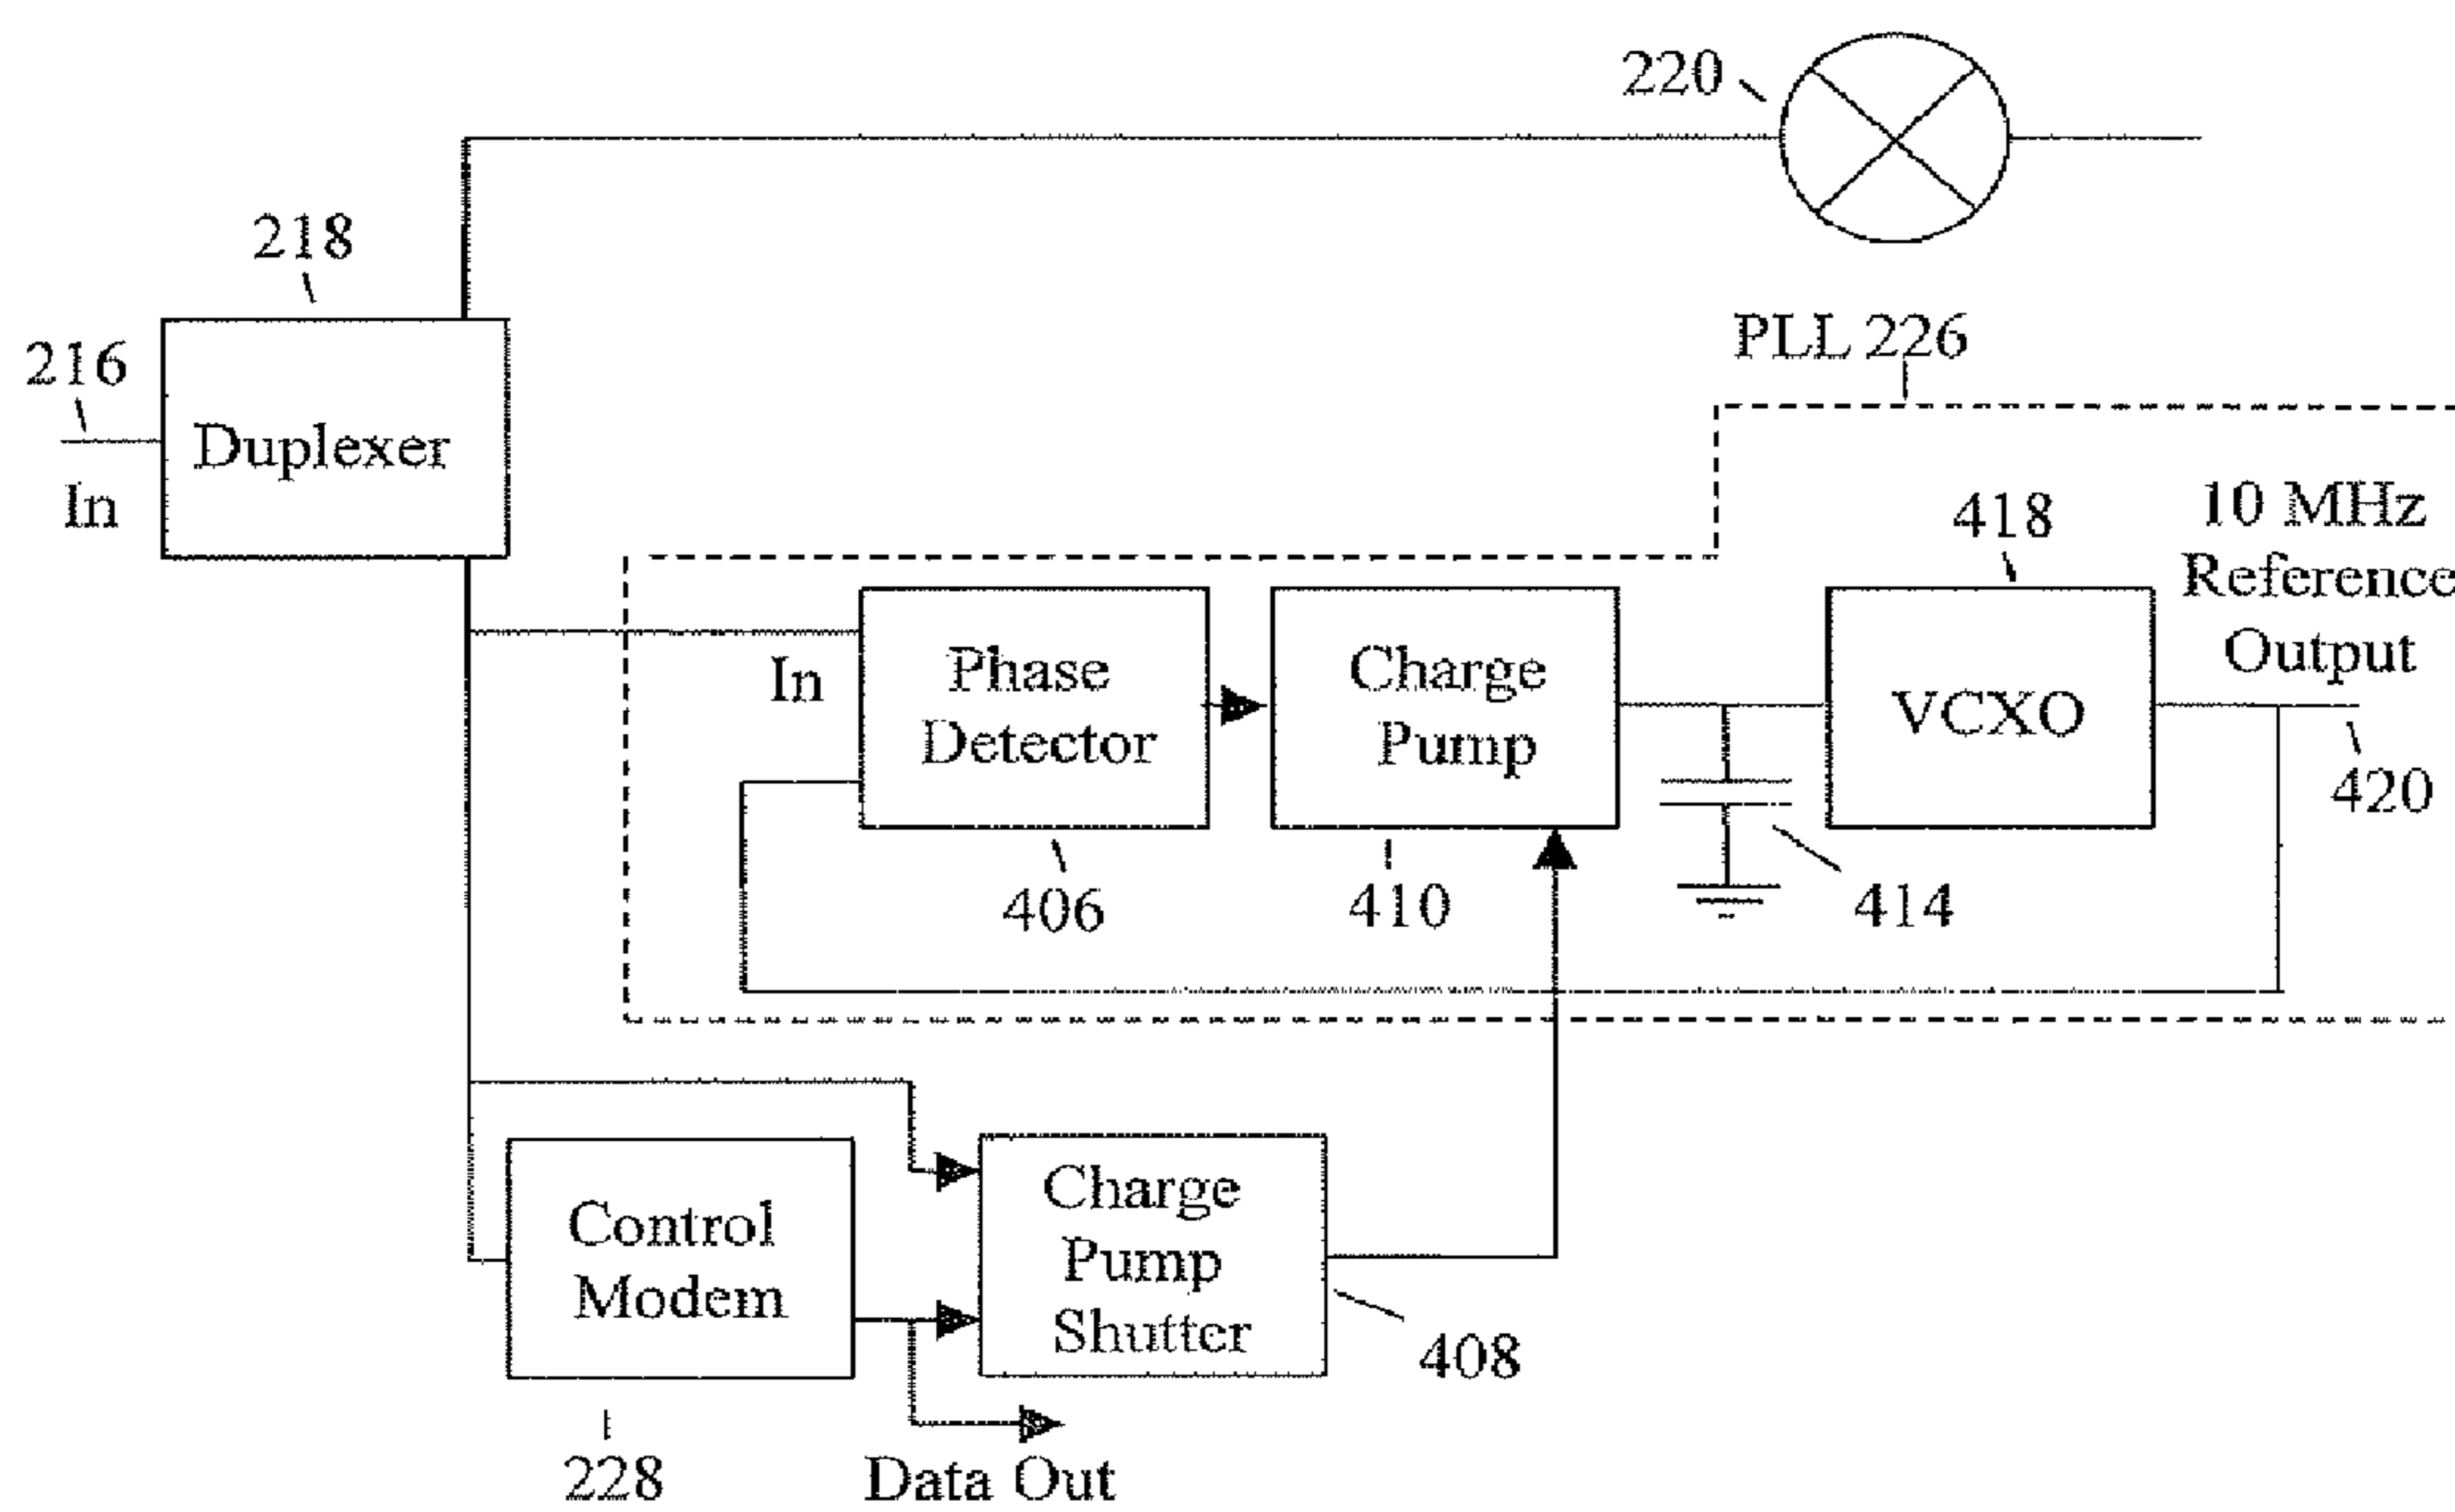 220
218
216
In
Duplexer
PLL 226
10 MHz
Reference
Output
418
In
Phase
Detector
Charge
Pump
VCXO
420
406
410
414
Control
Modem
Charge
Pump
Shutter
408
228
Data Out